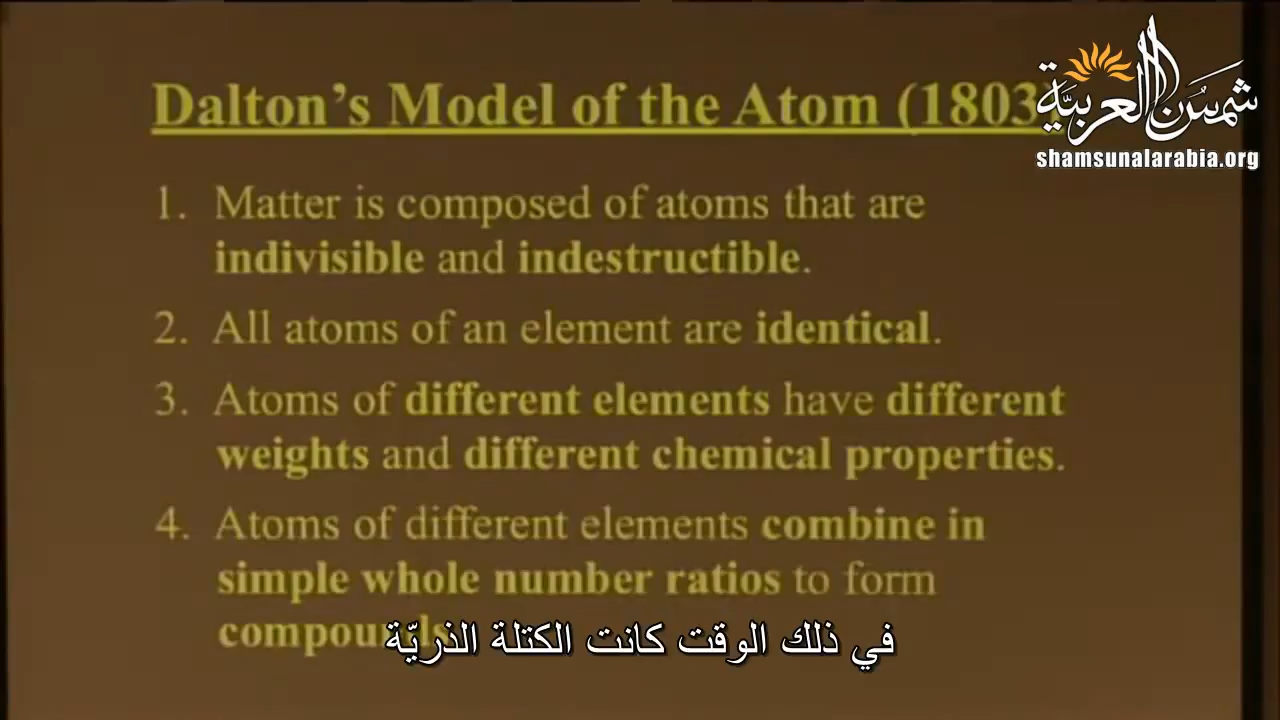 Dalton's Model of the Atom (1803)
شمس العربية
shamsunalarabia.org
1. Matter is composed of atoms that are
indivisible and indestructible.
2. All atoms of an element are identical.
3. Atoms of different elements have different
weights and different chemical properties.
4. Atoms of different elements combine in
simple whole number ratios to form
compounds.
في ذلك الوقت كانت الكتلة الذريّة